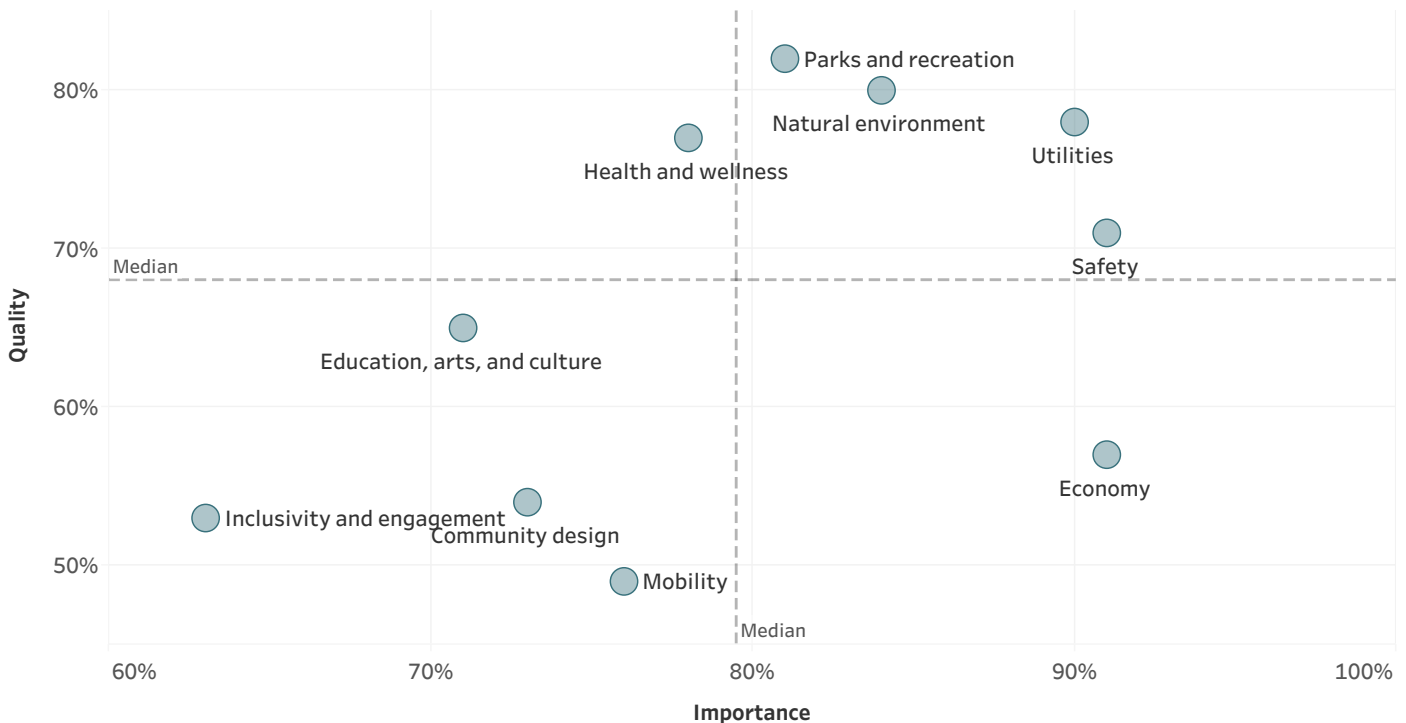 Parks and recreation
80%
Natural environment
Utilities
Health and wellness
70%
Median
Safety
Quality
Education, arts, and culture
60%
Economy
Inclusivity and engagement
Community design
50%
Mobility
Median
60%
70%
80%
90%
100%
Importance